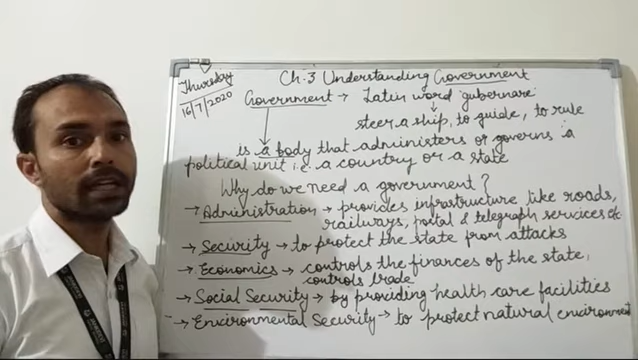 Thursday
16/7/2020
Ch.3 Understanding Government
Government → Latin word 'gubernare'
steer a ship, to guide, to rule
is a body that administers or governs a
political unit i.e. a country or a state
Why do we need a government?
→ Administration → provides infrastructure like roads,
railways, postal & telegraph services etc
→ Security → to protect the state from attacks
→ Economics → controls the finances of the state,
controls trade
→ Social Security → by providing health care facilities
→ Environmental Security → to protect natural environment